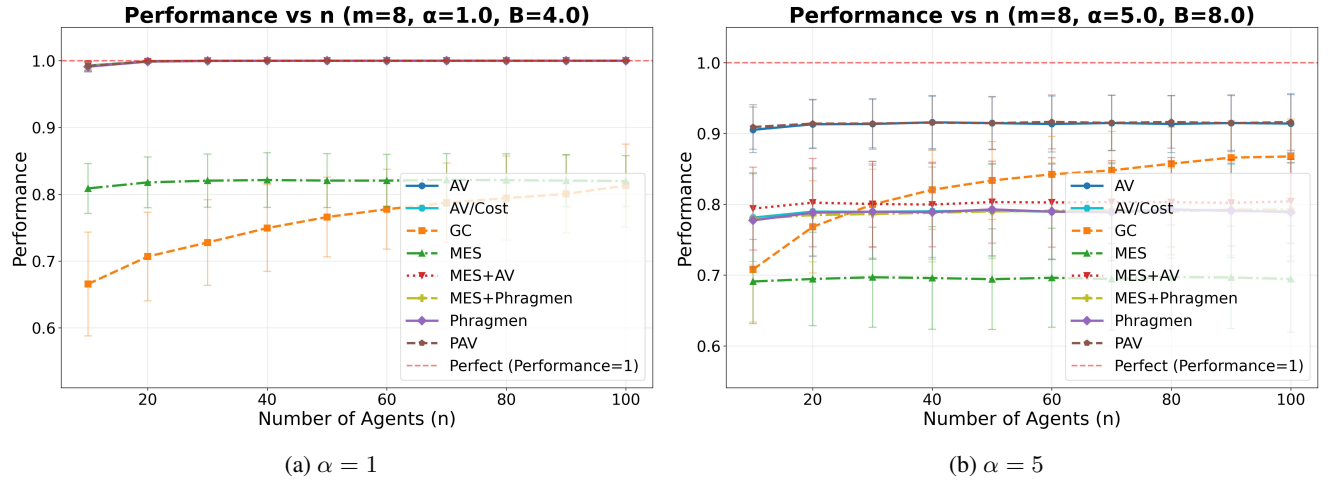 Performance vs n (m=8, α=1.0, B=4.0)
Performance
1.0
0.9
0.8
0.7
0.6
20
40
60
80
100
Number of Agents (n)
AV
AV/Cost
GC
MES
MES+AV
MES+Phragmen
Phragmen
PAV
Perfect (Performance=1)
(a) α = 1
Performance vs n (m=8, α=5.0, B=8.0)
Performance
1.0
0.9
0.8
0.7
0.6
20
40
60
80
100
Number of Agents (n)
AV
AV/Cost
GC
MES
MES+AV
MES+Phragmen
Phragmen
PAV
Perfect (Performance=1)
(b) α = 5